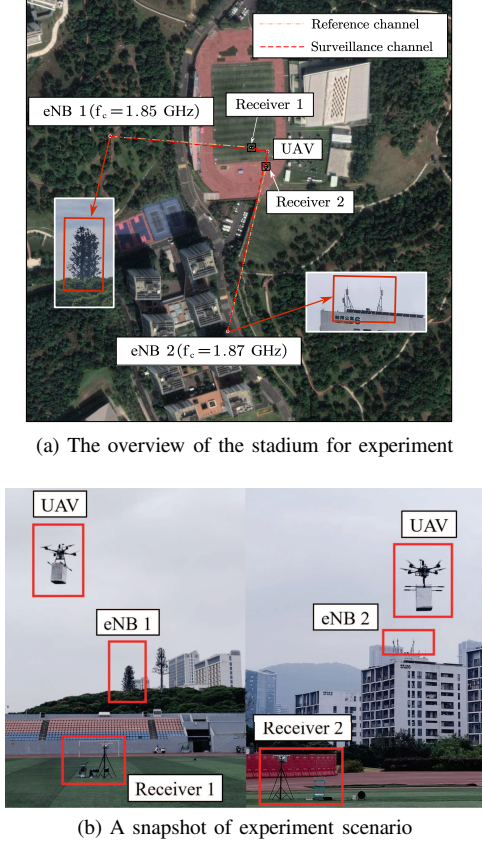 Reference channel
Surveillance channel
eNB 1(fc=1.85 GHz)
Receiver 1
UAV
Receiver 2
eNB 2(fc=1.87 GHz)
(a) The overview of the stadium for experiment
UAV
eNB 1
Receiver 1
UAV
eNB 2
Receiver 2
(b) A snapshot of experiment scenario